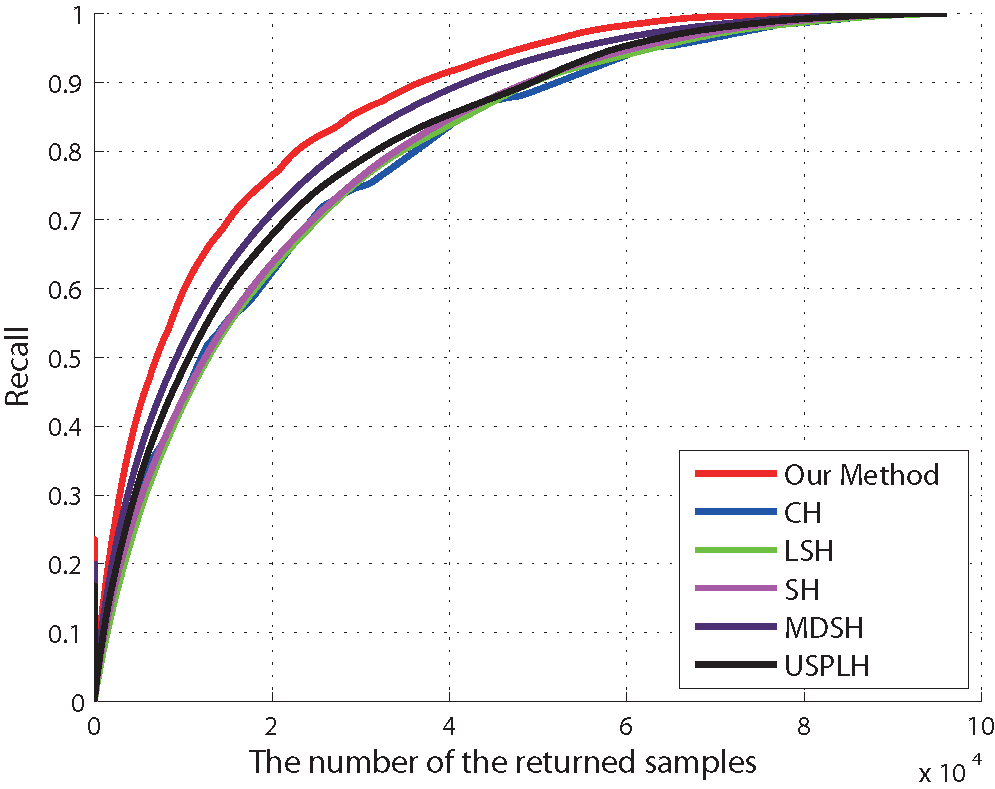 1
0.9
0.8
0.7
0.6
0.5
0.4
0.3
0.2
0.1
0
Recall
Our Method
CH
LSH
SH
MDSH
USPLH
0 2 4 6 8 10
The number of the returned samples
x 10 4